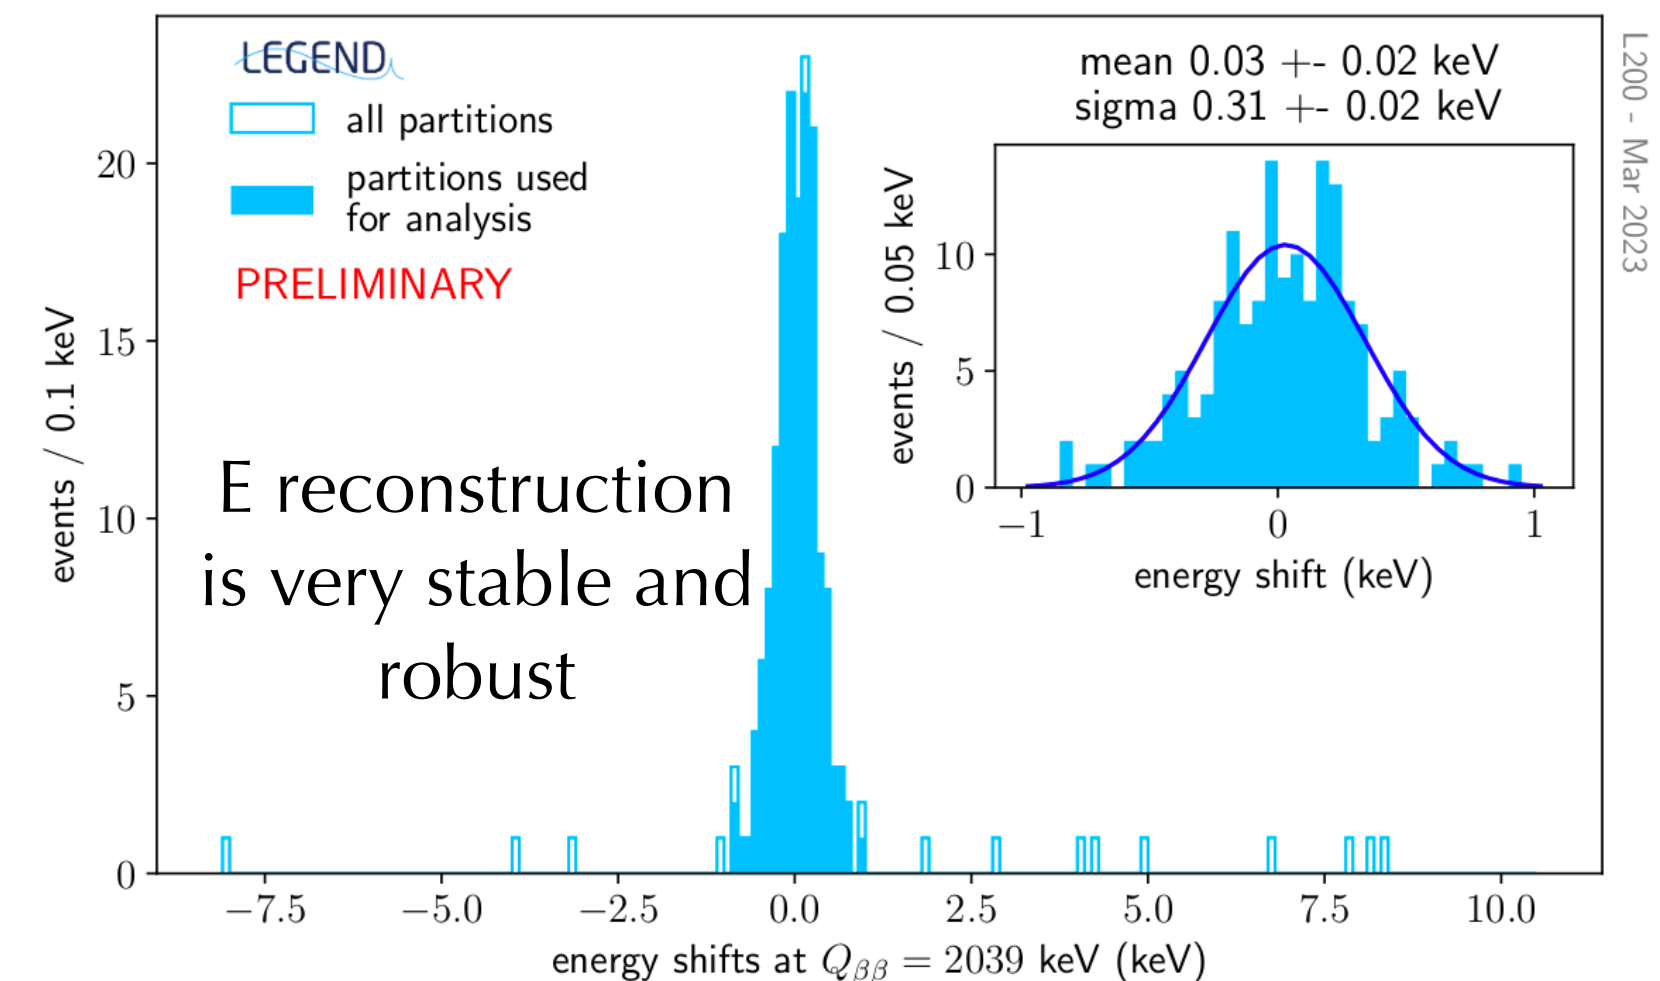 LEGEND
all partitions
partitions used
for analysis
PRELIMINARY
E reconstruction
is very stable and
robust
events / 0.1 keV
0
5
10
15
20
−7.5
−5.0
−2.5
0.0
2.5
5.0
7.5
10.0
energy shifts at Qββ = 2039 keV (keV)
mean 0.03 +- 0.02 keV
sigma 0.31 +- 0.02 keV
events / 0.05 keV
0
5
10
−1
0
1
energy shift (keV)
L200 - Mar 2023